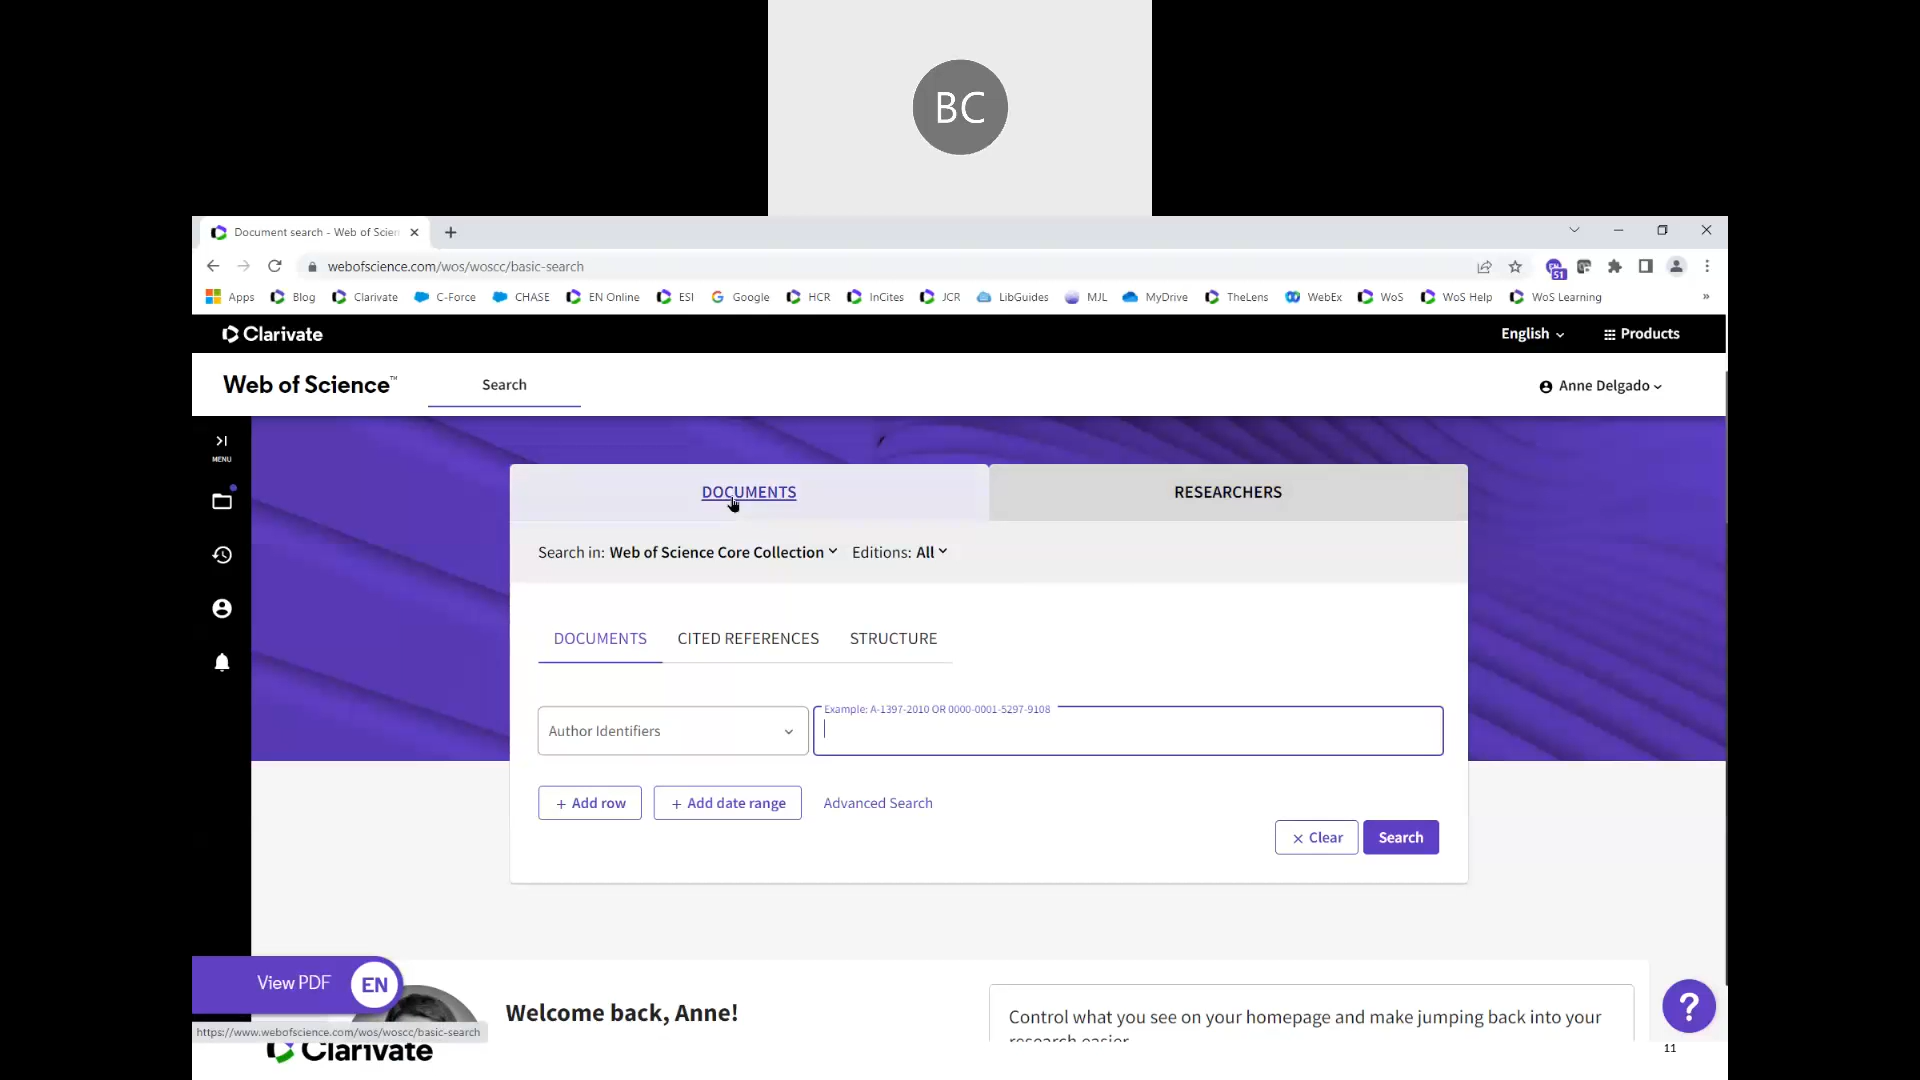 BC
Document search - Web of Scien
webofscience.com/wos/woscc/basic-search
51
Apps Blog Clarivate C-Force CHASE EN Online ESI Google HCR InCites JCR LibGuides MJL MyDrive TheLens WebEx WoS WoS Help WoS Learning »
Clarivate
English Products
Web of Science™ Search Anne Delgado
MENU
DOCUMENTS RESEARCHERS
Search in: Web of Science Core Collection Editions: All
DOCUMENTS CITED REFERENCES STRUCTURE
Example: A-1397-2010 OR 0000-0001-5297-9108
Author Identifiers
+ Add row + Add date range Advanced Search
× Clear Search
View PDF EN
Welcome back, Anne!
Control what you see on your homepage and make jumping back into your
research easier
?
https://www.webofscience.com/wos/woscc/basic-search
Clarivate
11